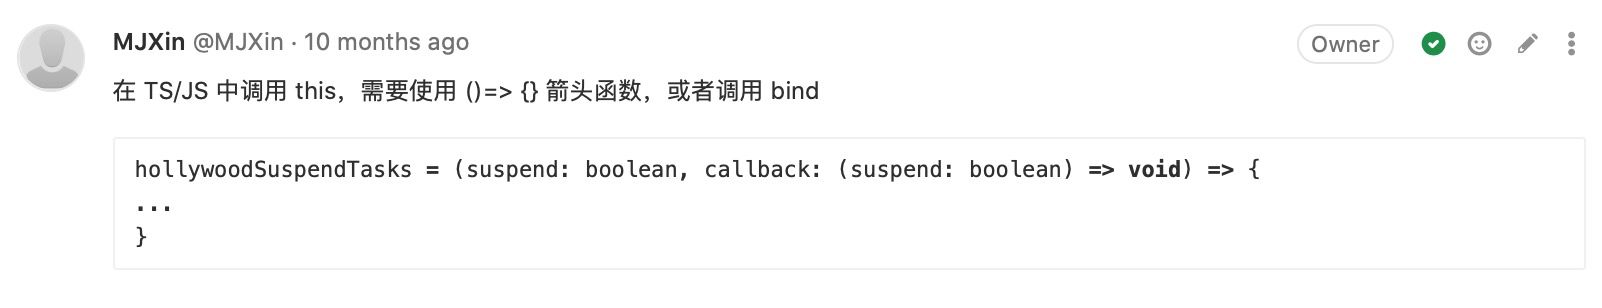 MJXin @MJXin · 10 months ago
Owner
在 TS/JS 中调用 this，需要使用 ()=> {} 箭头函数，或者调用 bind
hollywoodSuspendTasks = (suspend: boolean, callback: (suspend: boolean) => void) => {
...
}